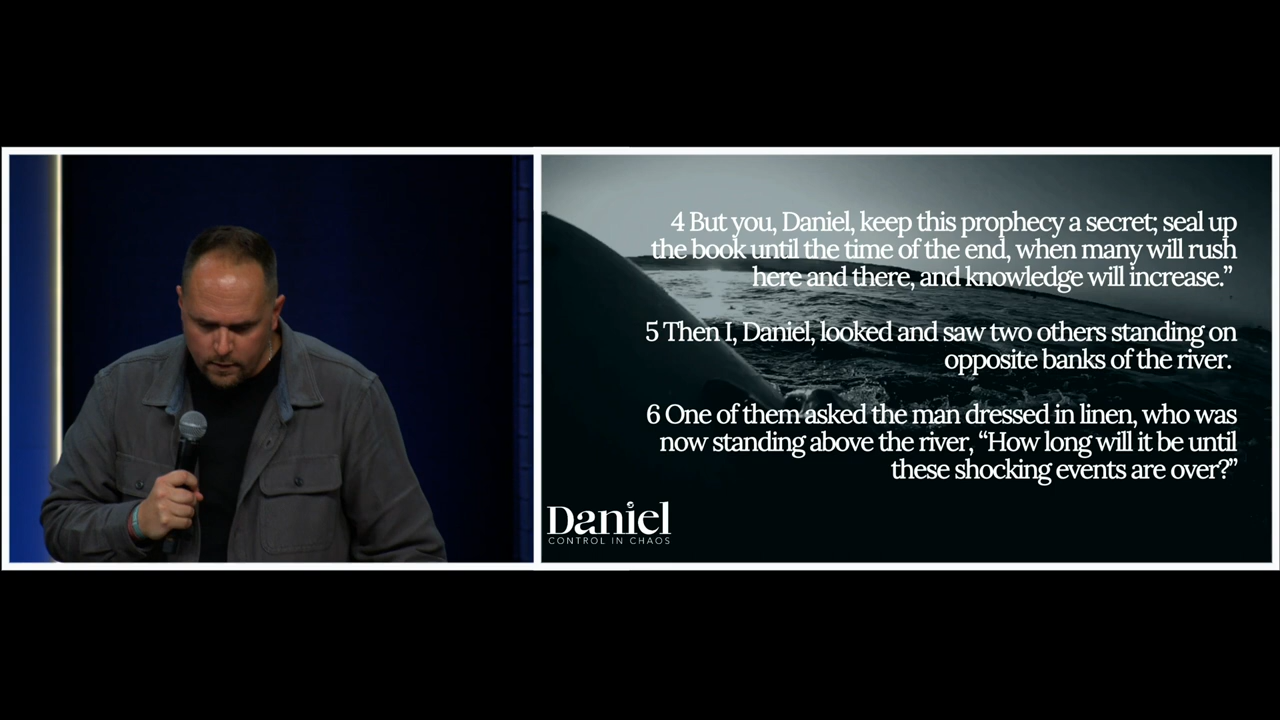 4 But you, Daniel, keep this prophecy a secret; seal up
the book until the time of the end, when many will rush
here and there, and knowledge will increase.”
5 Then I, Daniel, looked and saw two others standing on
opposite banks of the river.
6 One of them asked the man dressed in linen, who was
now standing above the river, “How long will it be until
these shocking events are over?”
Daniel
CONTROL IN CHAOS